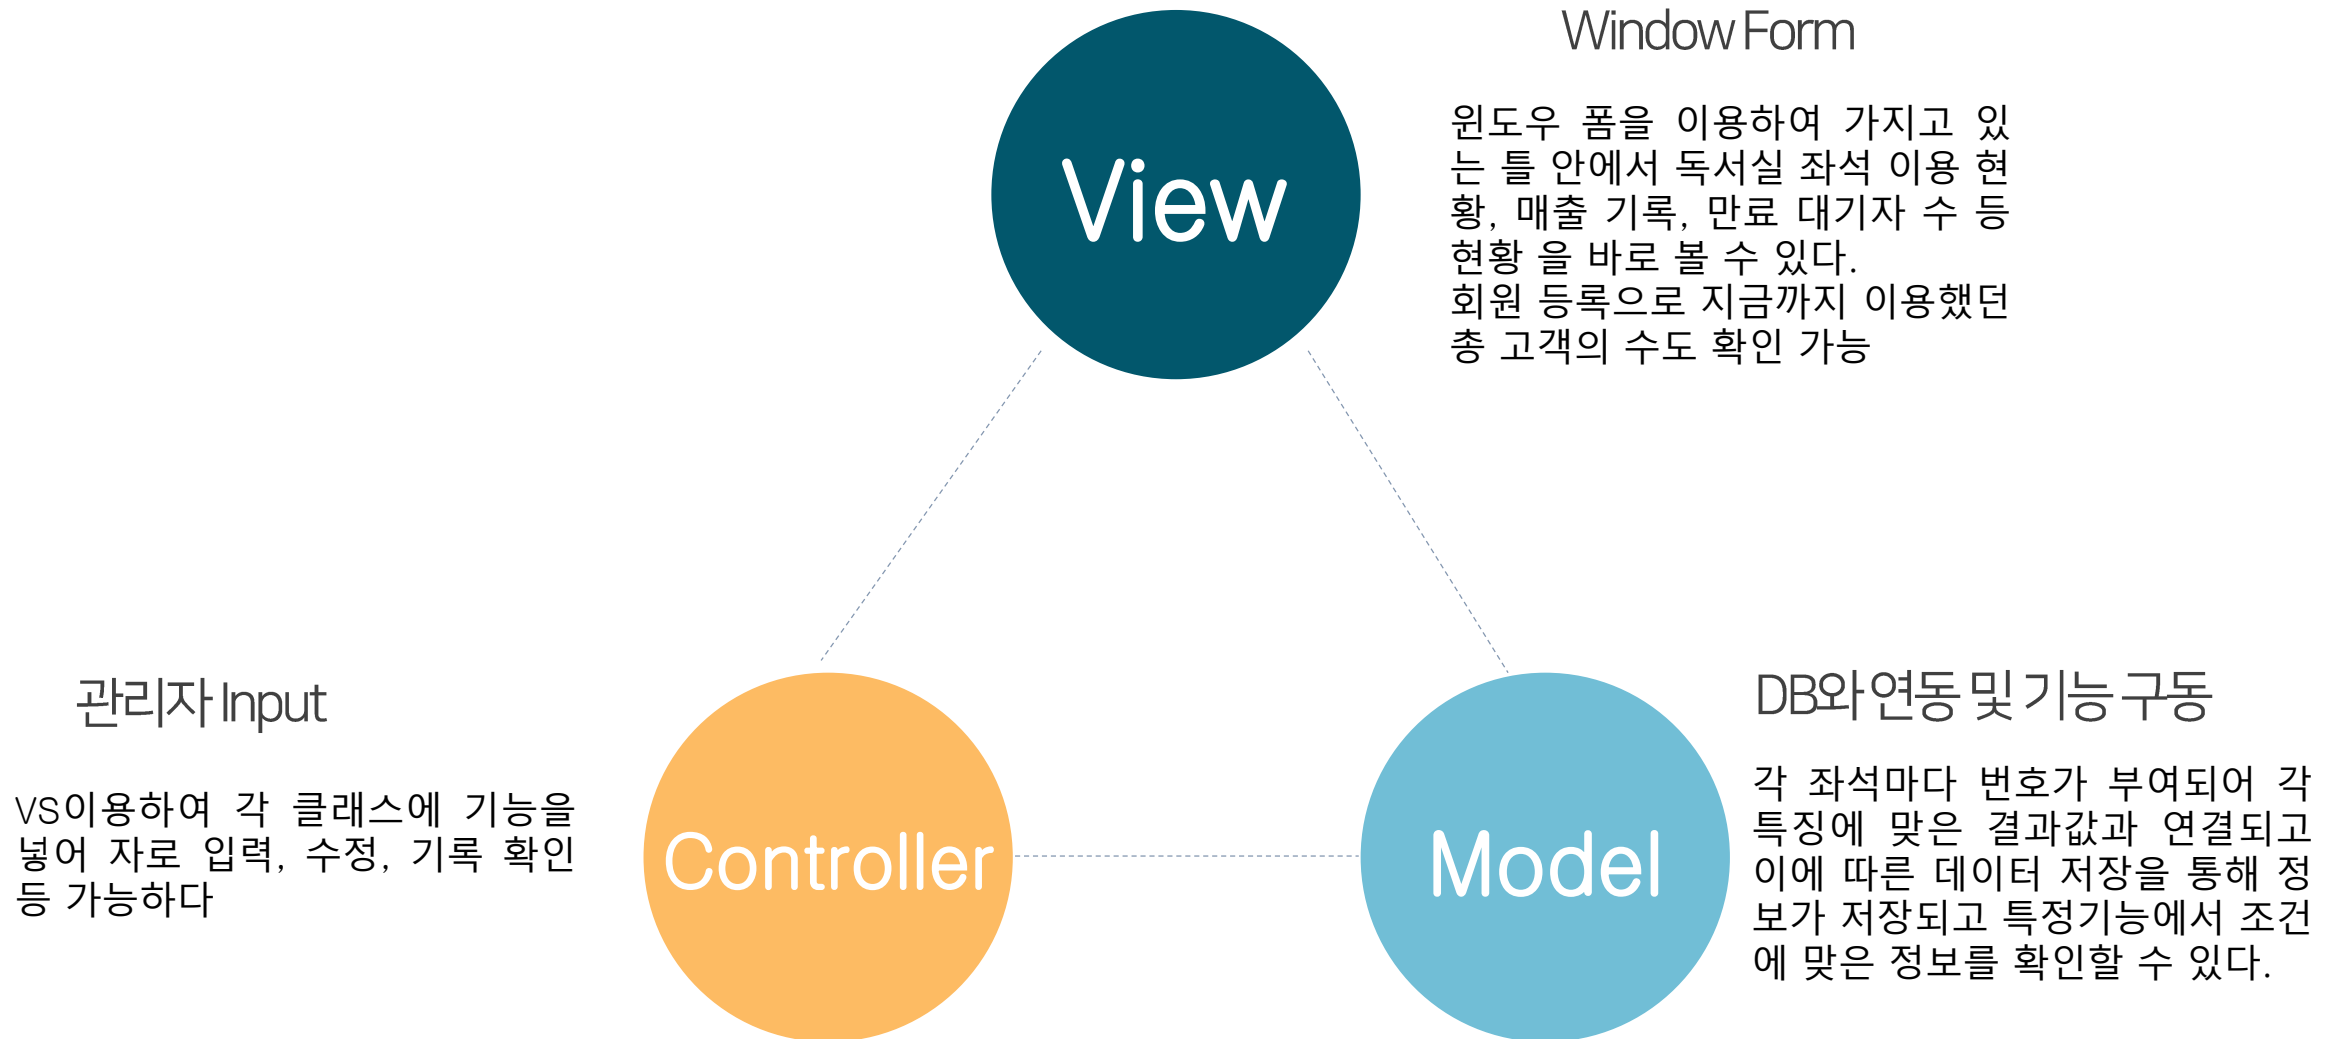 Window Form
윈도우 폼을 이용하여 가지고 있
는 틀 안에서 독서실 좌석 이용 현
황, 매출 기록, 만료 대기자 수 등
현황 을 바로 볼 수 있다.
회원 등록으로 지금까지 이용했던
총 고객의 수도 확인 가능
View
관리자 Input
VS이용하여 각 클래스에 기능을
넣어 자로 입력, 수정, 기록 확인
등 가능하다
Controller
Model
DB와 연동 및 기능 구동
각 좌석마다 번호가 부여되어 각
특징에 맞은 결과값과 연결되고
이에 따른 데이터 저장을 통해 정
보가 저장되고 특정기능에서 조건
에 맞은 정보를 확인할 수 있다.